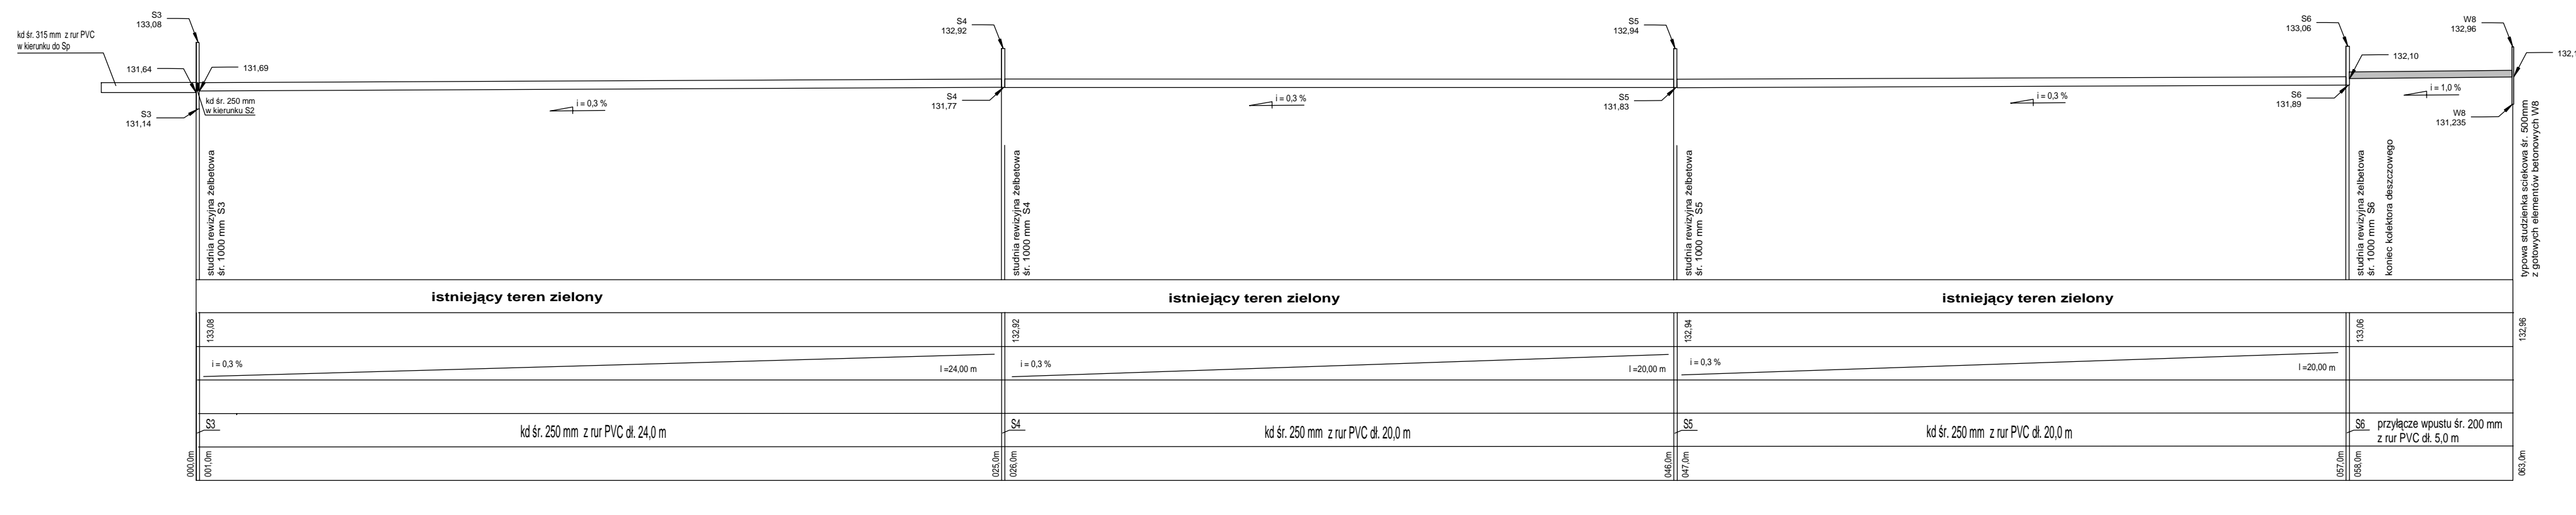 S3
133,08
kd śr. 315 mm z rur PVC
w kierunku do Sp
131,64
131,69
kd śr. 250 mm
w kierunku S2
S3
131,14
i = 0,3 %
S4
132,92
S4
131,77
i = 0,3 %
S5
132,94
S5
131,83
i = 0,3 %
S6
133,06
132,10
S6
131,89
i = 1,0 %
W8
132,96
W8
131,235
studnia rewizyjna żelbetowa
śr. 1000 mm S3
studnia rewizyjna żelbetowa
śr. 1000 mm S4
studnia rewizyjna żelbetowa
śr. 1000 mm S5
studnia rewizyjna żelbetowa
śr. 1000 mm S6
koniec kolektora deszczowego
typowa studzienka sciekowa śr. 500mm
z gotowych elementów betonowych W8
istniejący teren zielony
istniejący teren zielony
istniejący teren zielony
133,08
132,92
132,94
133,06
132,96
i = 0,3 %
l =24,00 m
i = 0,3 %
l =20,00 m
i = 0,3 %
l =20,00 m
S3
kd śr. 250 mm z rur PVC dł. 24,0 m
S4
kd śr. 250 mm z rur PVC dł. 20,0 m
S5
kd śr. 250 mm z rur PVC dł. 20,0 m
S6
przyłącze wpustu śr. 200 mm
z rur PVC dł. 5,0 m
000,0m
001,0m
025,0m
026,0m
046,0m
047,0m
057,0m
058,0m
063,0m